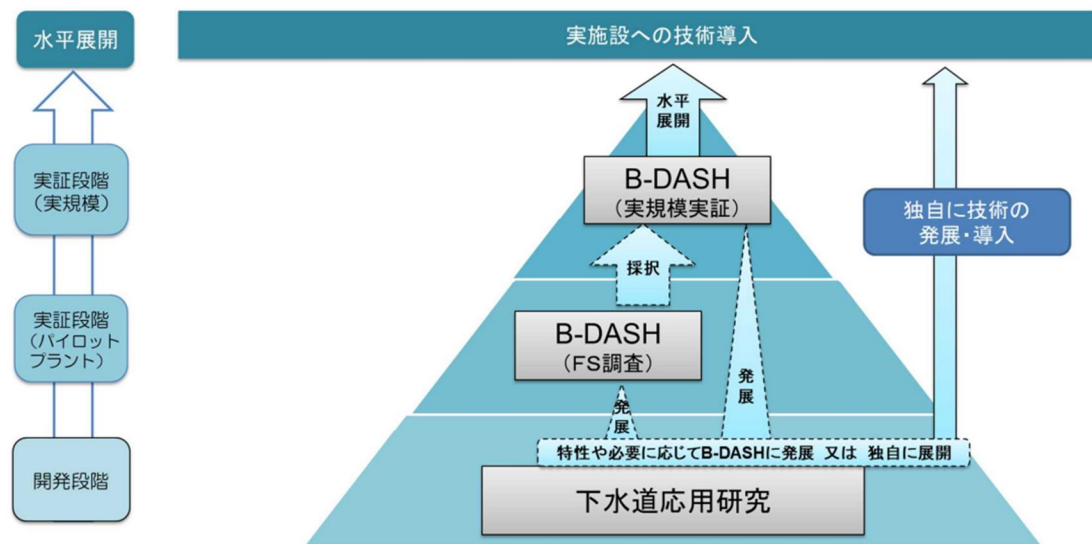 水平展開
実施設への技術導入
水平
展開
実証段階
(実規模)
B-DASH
(実規模実証)
独自に技術の
発展・導入
採択
実証段階
(パイロット
プラント)
B-DASH
(FS調査)
発
展
発
展
特性や必要に応じてB-DASHに発展 又は 独自に展開
開発段階
下水道応用研究